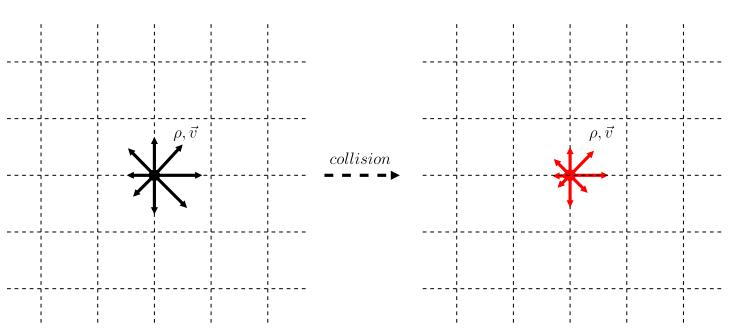 ρ, v⃗
collision
ρ, v⃗